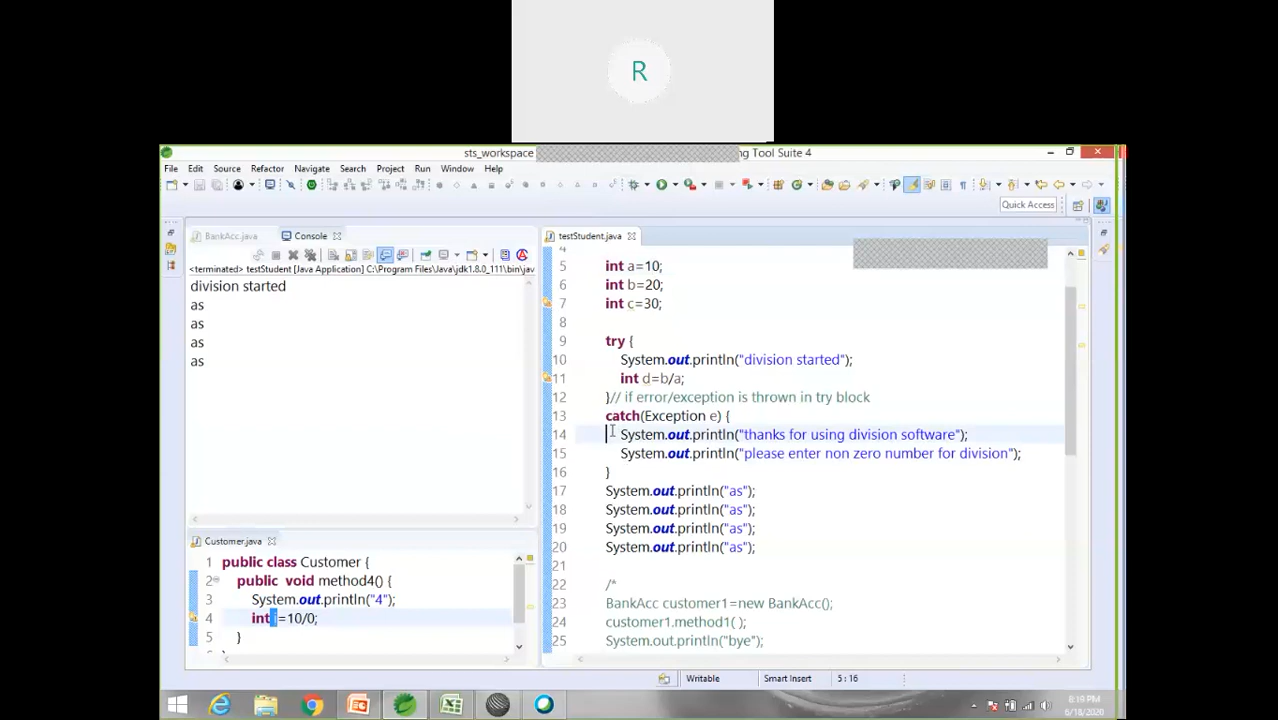 R
sts_workspace
ng Tool Suite 4
File Edit Source Refactor Navigate Search Project Run Window Help
Quick Access
BankAcc.java Console
<terminated> testStudent [Java Application] C:\Program Files\Java\jdk1.8.0_111\bin\jav
division started
as
as
as
as
Customer.java
1 public class Customer {
2 public void method4() {
3 System.out.println("4");
4 int i=10/0;
5 }
testStudent.java
4
5 int a=10;
6 int b=20;
7 int c=30;
8
9 try {
10 System.out.println("division started");
11 int d=b/a;
12 }// if error/exception is thrown in try block
13 catch(Exception e) {
14 System.out.println("thanks for using division software");
15 System.out.println("please enter non zero number for division");
16 }
17 System.out.println("as");
18 System.out.println("as");
19 System.out.println("as");
20 System.out.println("as");
21
22 /*
23 BankAcc customer1=new BankAcc();
24 customer1.method1( );
25 System.out.println("bye");
Writable Smart Insert 5 : 16
8:19 PM
6/18/2020